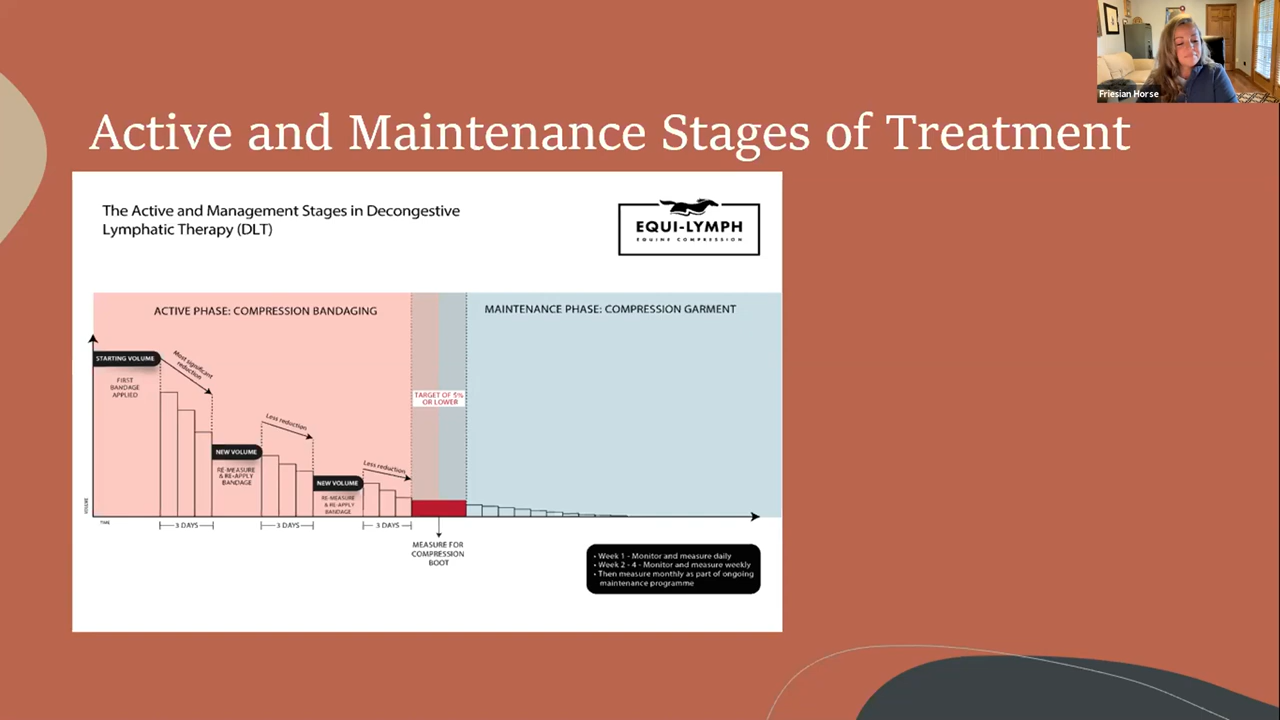 Friesian Horse
Active and Maintenance Stages of Treatment
The Active and Management Stages in Decongestive
Lymphatic Therapy (DLT)
EQUI-LYMPH
EQUINE COMPRESSION
ACTIVE PHASE: COMPRESSION BANDAGING
MAINTENANCE PHASE: COMPRESSION GARMENT
STARTING VOLUME
FIRST
BANDAGE
APPLIED
Most significant
reduction
NEW VOLUME
RE-MEASURE
& RE-APPLY
BANDAGE
Less reduction
NEW VOLUME
RE-MEASURE
& RE-APPLY
BANDAGE
Less reduction
TARGET OF 5%
OR LOWER
TIME
3 DAYS
3 DAYS
3 DAYS
MEASURE FOR
COMPRESSION
BOOT
• Week 1 - Monitor and measure daily
• Week 2 - 4 - Monitor and measure weekly
• Then measure monthly as part of ongoing
maintenance programme